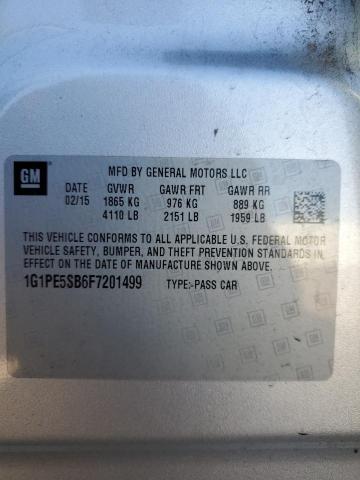 GM
MFD BY GENERAL MOTORS LLC
DATE GVWR GAWR FRT GAWR RR
02/15 1865 KG 976 KG 889 KG
4110 LB 2151 LB 1959 LB
THIS VEHICLE CONFORMS TO ALL APPLICABLE U.S. FEDERAL MOTOR
VEHICLE SAFETY, BUMPER, AND THEFT PREVENTION STANDARDS
IN EFFECT ON THE DATE OF MANUFACTURE SHOWN ABOVE.
1G1PE5SB6F7201499 TYPE:-PASS CAR